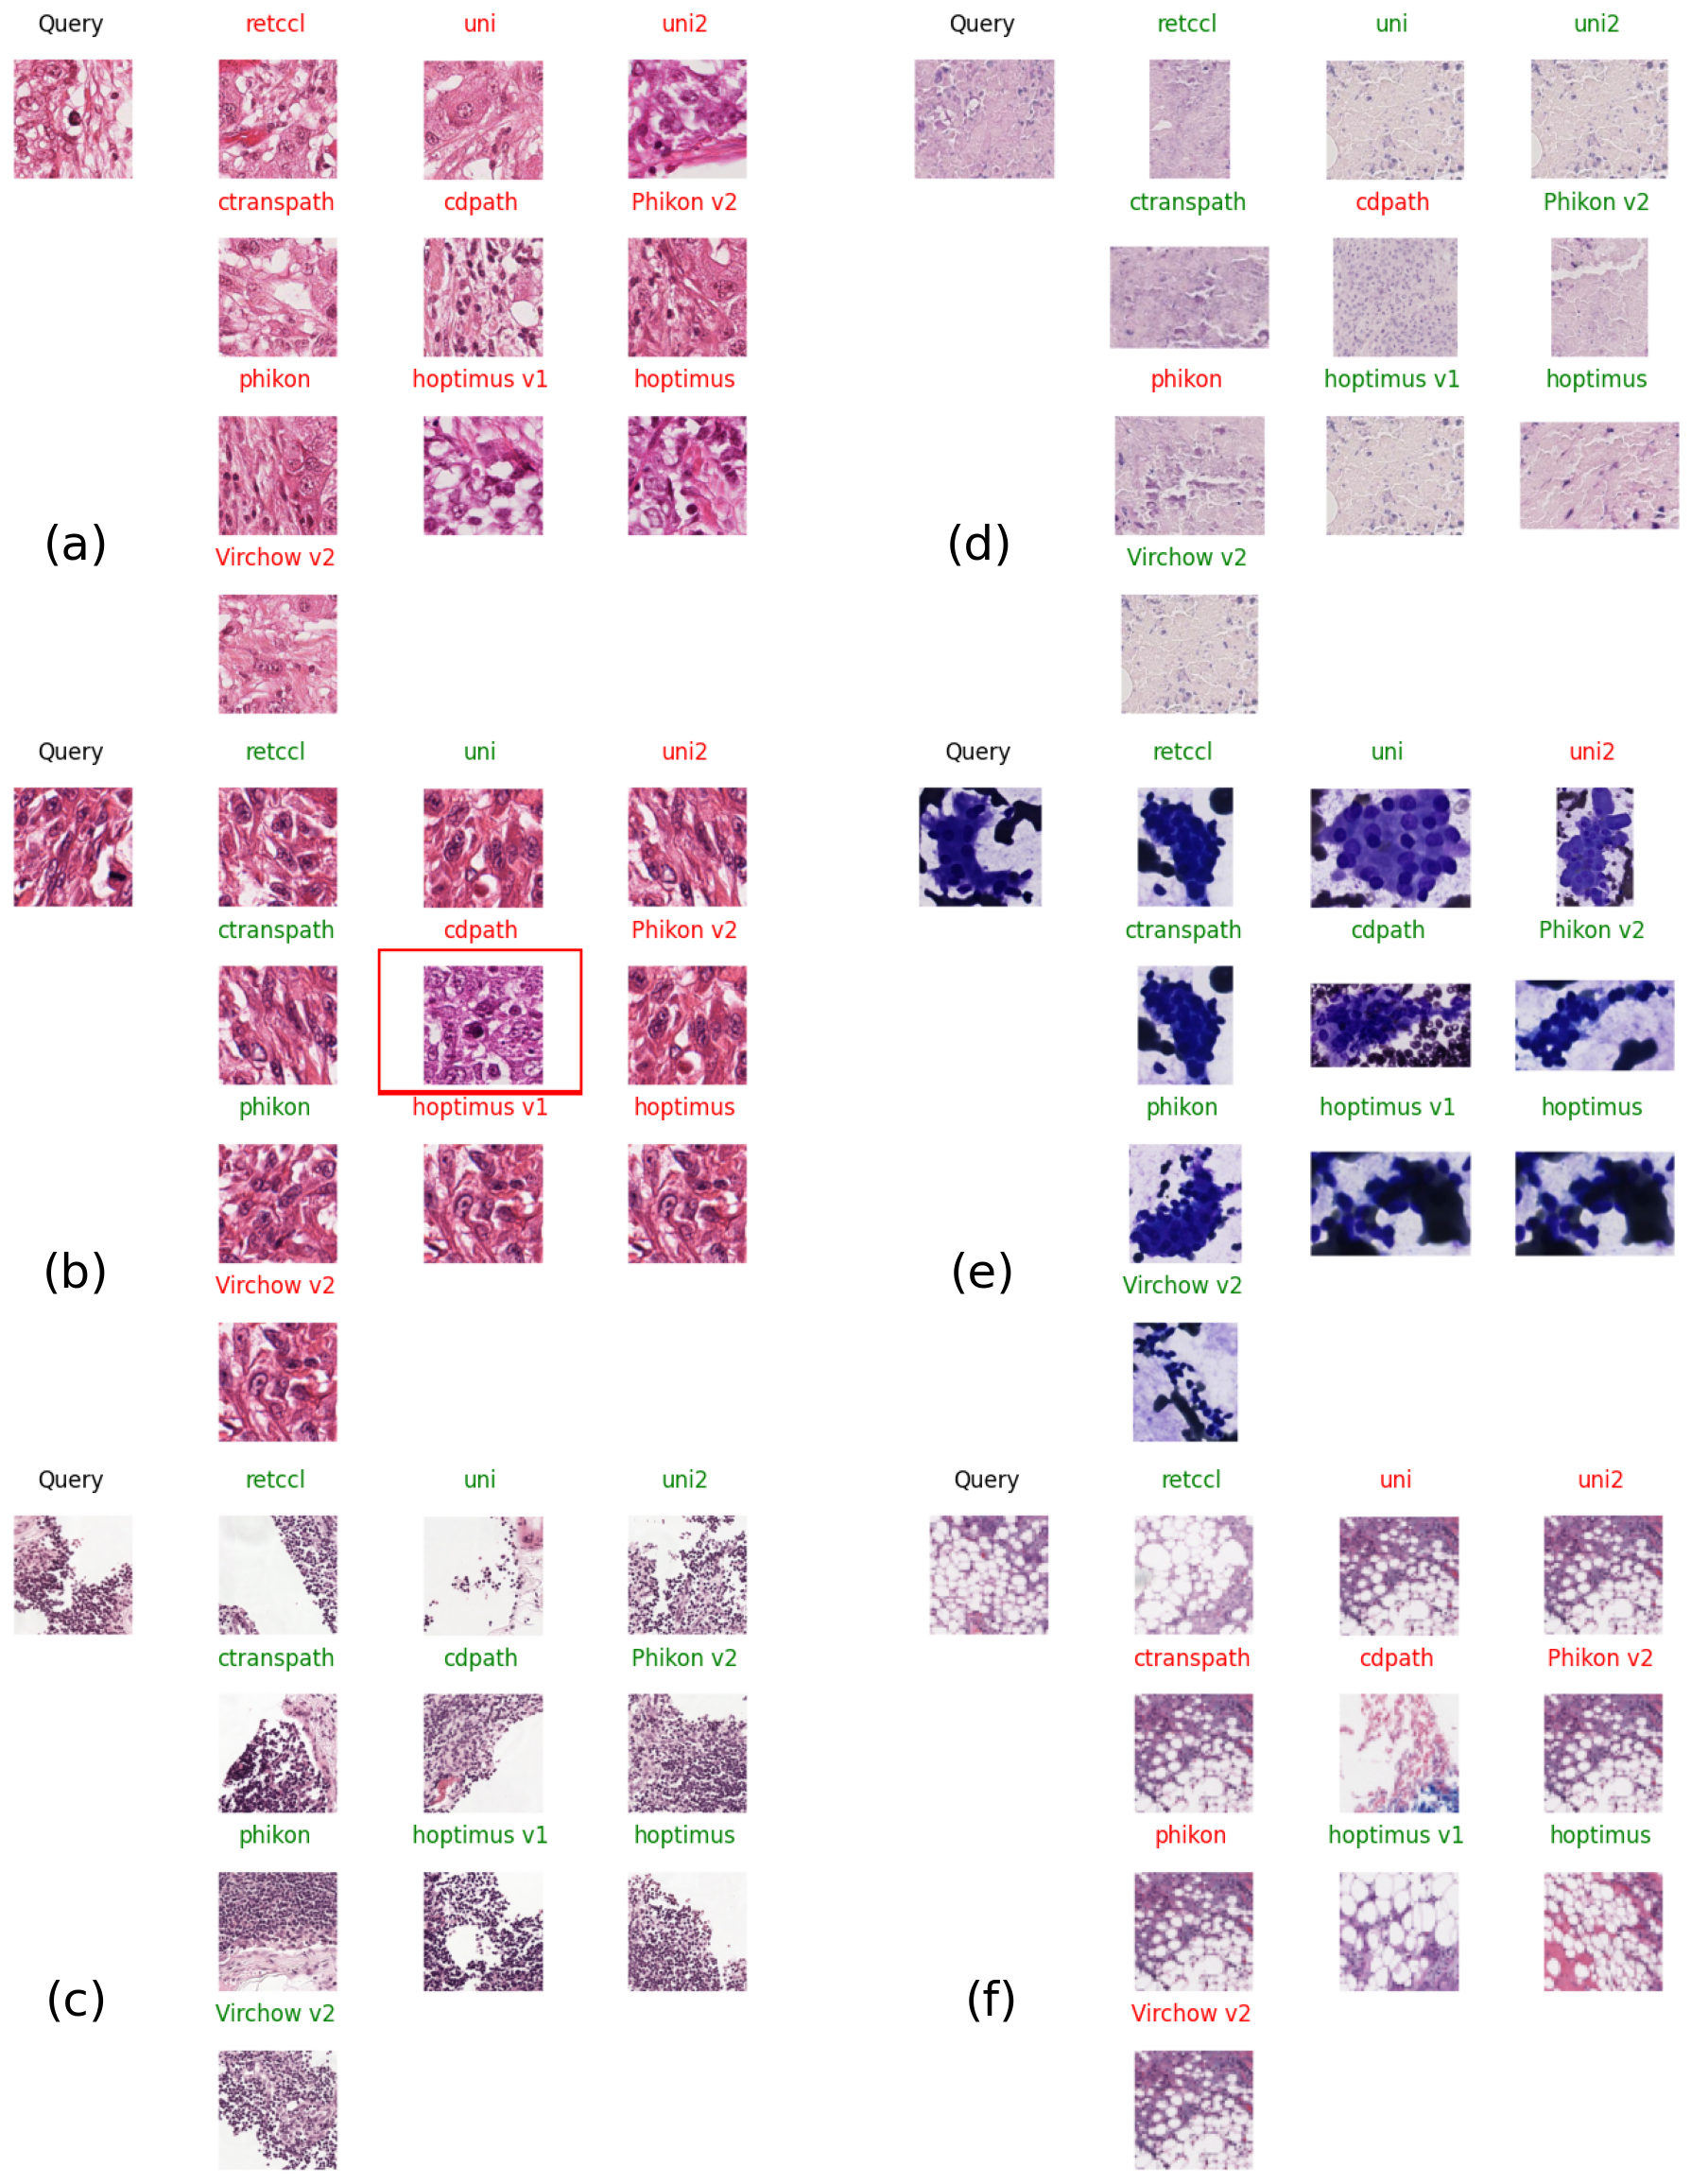 Query retccl uni uni2
ctranspath cdpath Phikon v2
phikon hoptimus v1 hoptimus
(a)
Virchow v2
Query retccl uni uni2
ctranspath cdpath Phikon v2
phikon hoptimus v1 hoptimus
(d)
Virchow v2
Query retccl uni uni2
ctranspath cdpath Phikon v2
phikon hoptimus v1 hoptimus
(b)
Virchow v2
Query retccl uni uni2
ctranspath cdpath Phikon v2
phikon hoptimus v1 hoptimus
(e)
Virchow v2
Query retccl uni uni2
ctranspath cdpath Phikon v2
phikon hoptimus v1 hoptimus
(c)
Virchow v2
Query retccl uni uni2
ctranspath cdpath Phikon v2
phikon hoptimus v1 hoptimus
(f)
Virchow v2